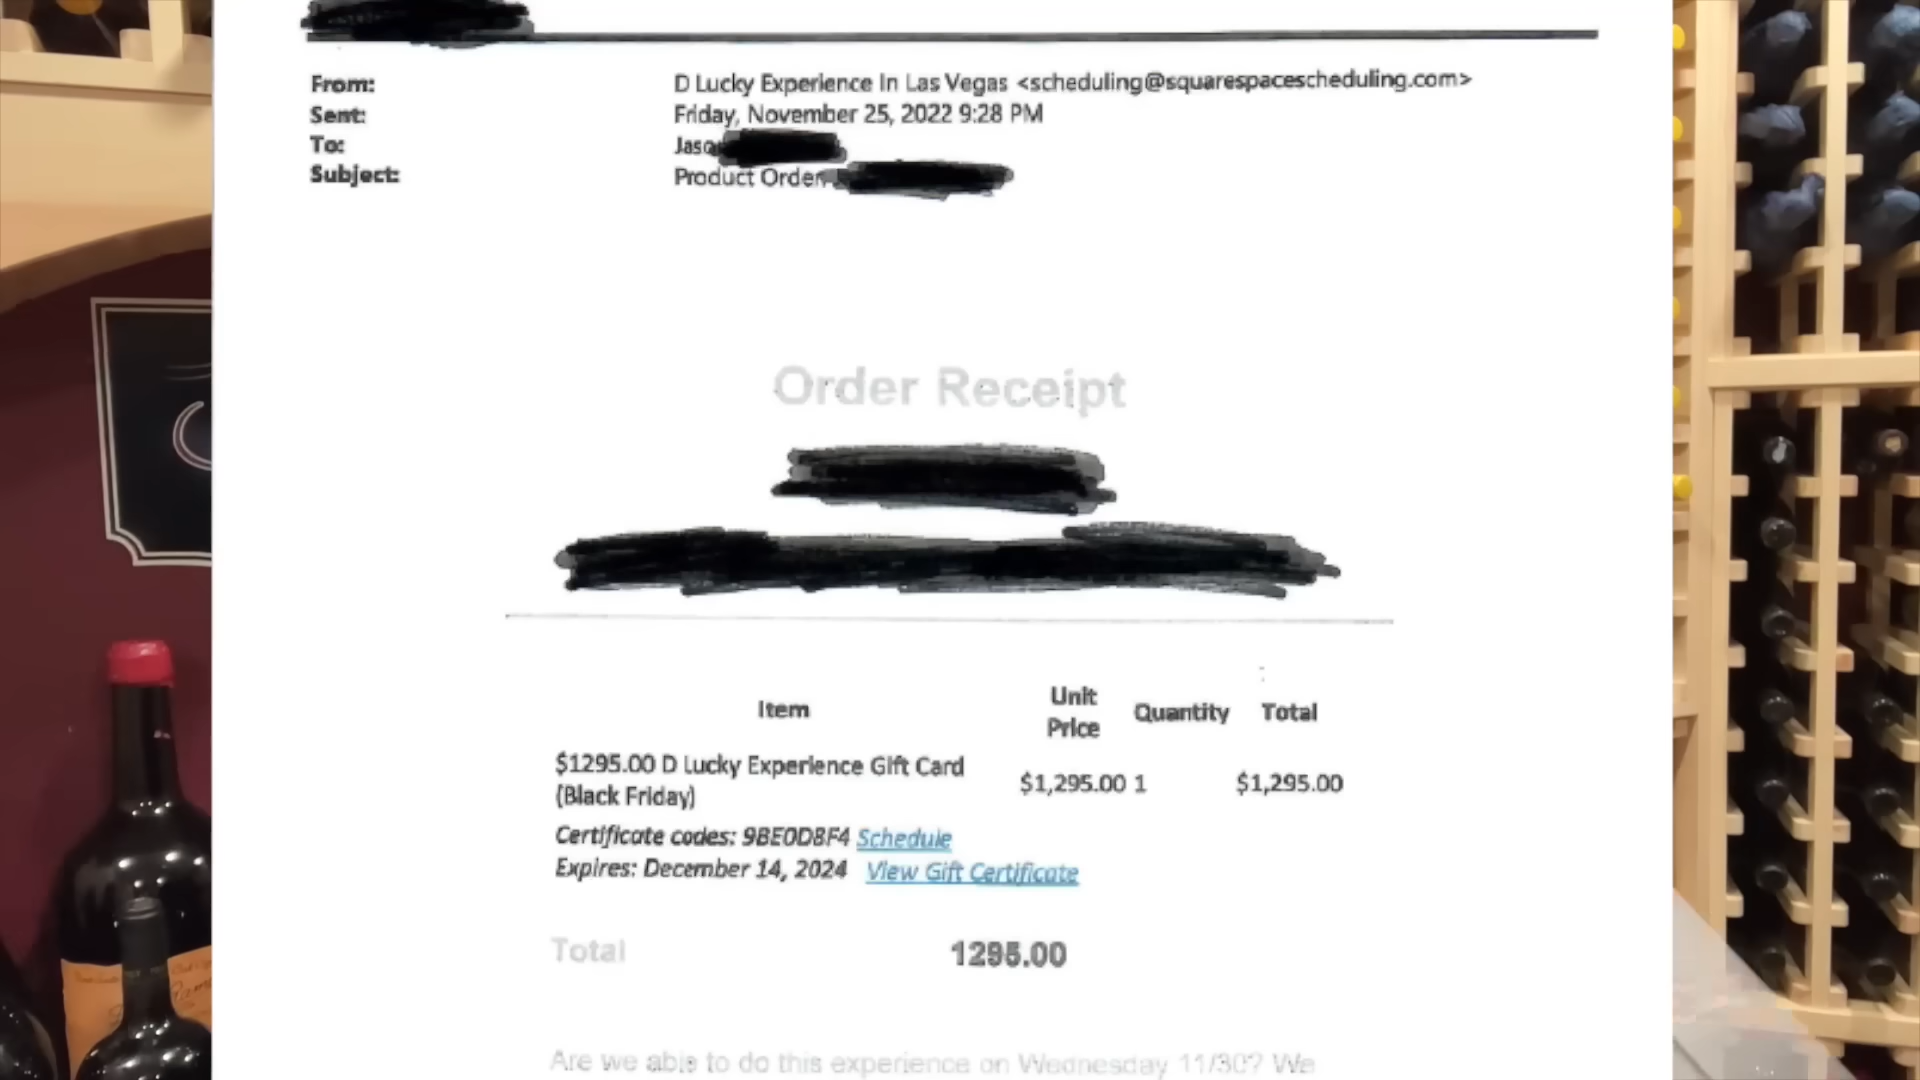 From: D Lucky Experience In Las Vegas <scheduling@squarespacescheduling.com>
Sent: Friday, November 25, 2022 9:28 PM
To:
Subject: Product Order
Order Receipt
Item Unit Price Quantity Total
$1295.00 D Lucky Experience Gift Card $1,295.00 1 $1,295.00
(Black Friday)
Certificate codes: 9BE0D8F4 Schedule
Expires: December 14, 2024 View Gift Certificate
Total 1295.00
Are we able to do this experience on Wednesday 11/30? We